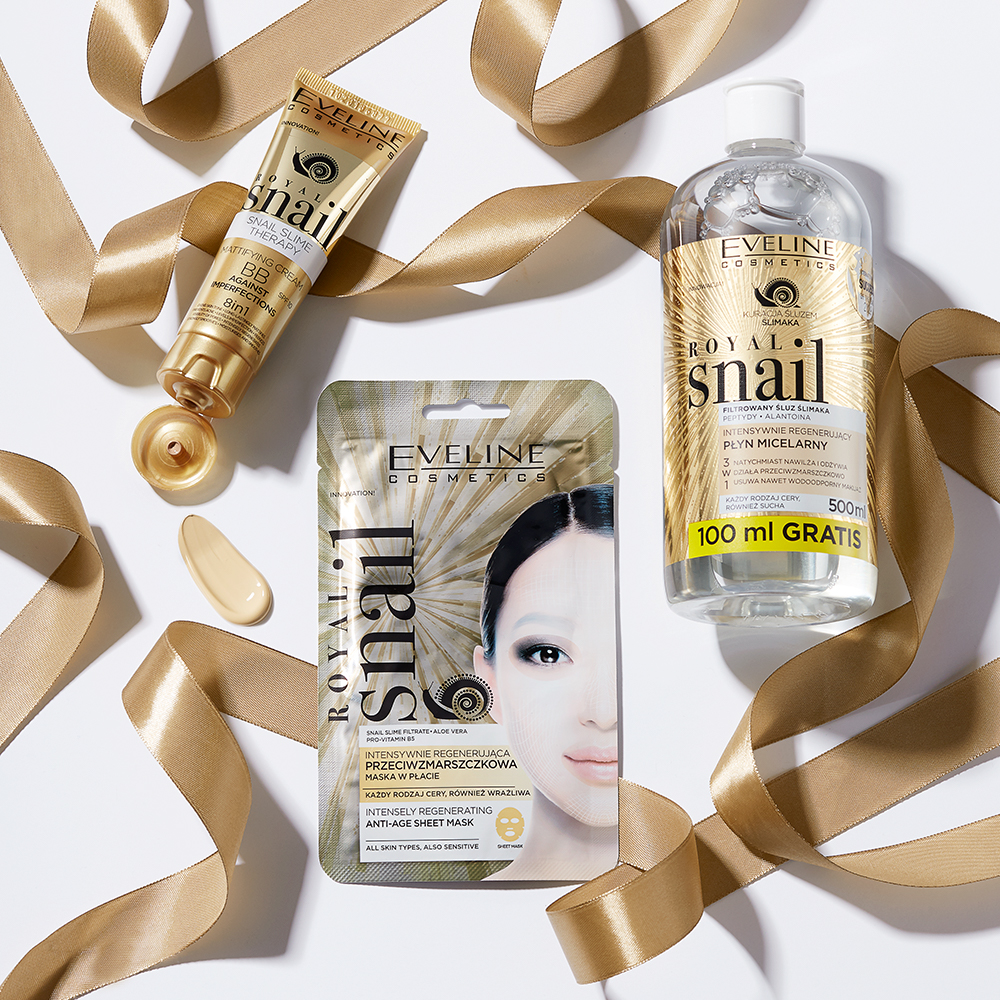 EVELINE
COSMETICS
INNOVATION!
ROYAL
snail
SNAIL SLIME
THERAPY
MATTIFYING CREAM
BB SPF10
AGAINST
IMPERFECTIONS
8in1
EVELINE
COSMETICS
KURACJA ŚLUZEM
ŚLIMAKA
ROYAL
snail
FILTROWANY ŚLUZ ŚLIMAKA
PEPTYDY • ALANTOINA
INTENSYWNIE REGENERUJĄCY
PŁYN MICELARNY
3 NATYCHMIAST NAWILŻA I ODŻYWIA
W DZIAŁA PRZECIWZMARSZCZKOWO
1 USUWA NAWET WODOODPORNY MAKIJAŻ
KAŻDY RODZAJ CERY,
RÓWNIEŻ SUCHA
500ml
100 ml GRATIS
EVELINE
COSMETICS
INNOVATION!
ROYAL
snail
SNAIL SLIME FILTRATE • ALOE VERA
PRO-VITAMIN B5
INTENSYWNIE REGENERUJĄCA
PRZECIWZMARSZCZKOWA
MASKA W PŁACIE
KAŻDY RODZAJ CERY, RÓWNIEŻ WRAŻLIWA
INTENSELY REGENERATING
ANTI-AGE SHEET MASK
SHEET MASK
ALL SKIN TYPES, ALSO SENSITIVE